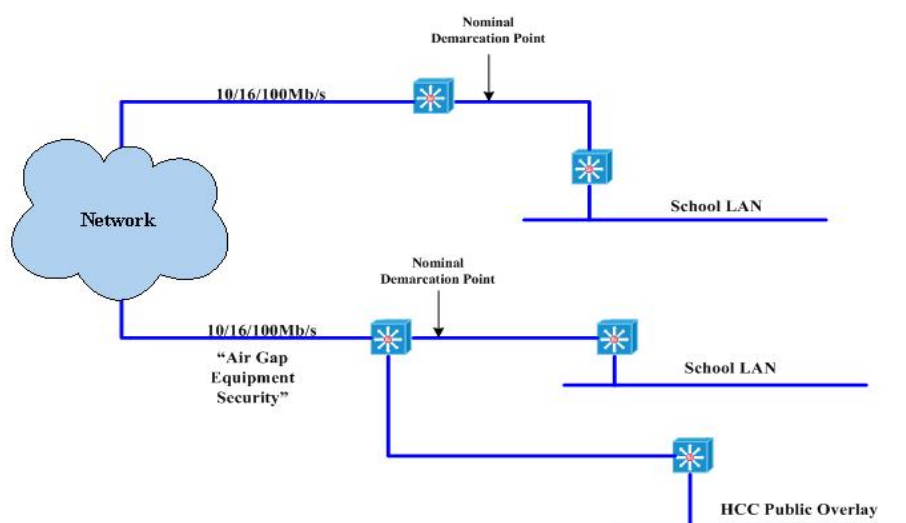 Nominal
Demarcation Point
10/16/100Mb/s
Network
School LAN
Nominal
Demarcation Point
10/16/100Mb/s
“Air Gap
Equipment
Security”
School LAN
HCC Public Overlay